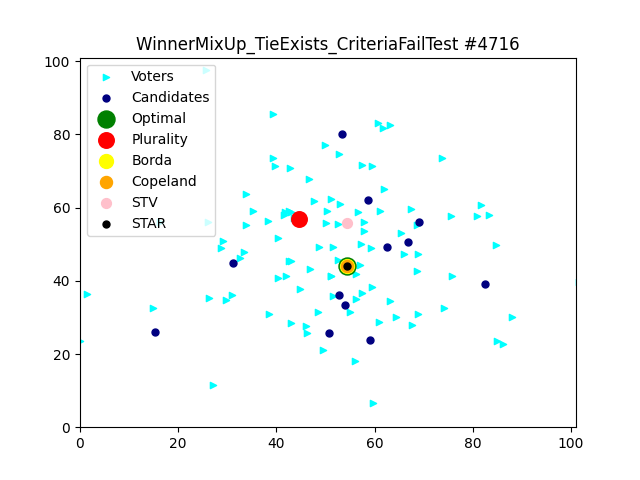 WinnerMixUp_TieExists_CriteriaFailTest #4716
100
80
60
40
20
0
Voters
Candidates
Optimal
Plurality
Borda
Copeland
STV
STAR
0 20 40 60 80 100